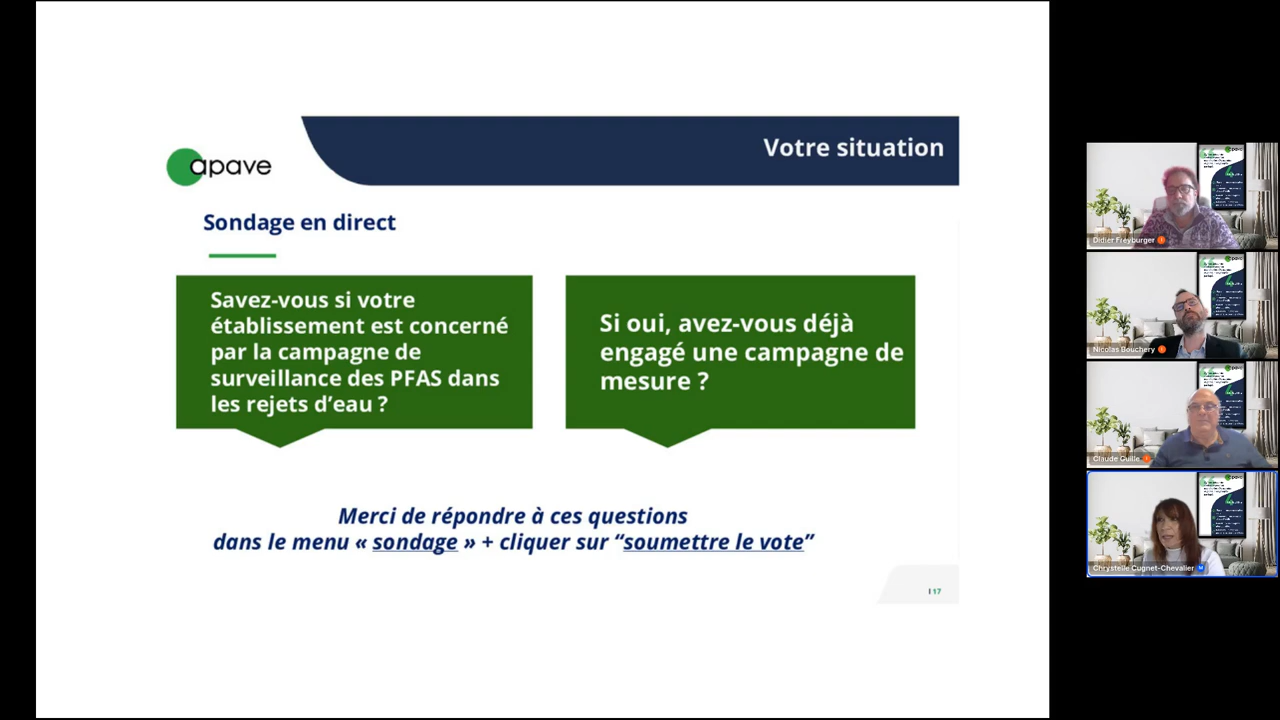 apave
Votre situation
Sondage en direct
Savez-vous si votre
établissement est concerné
par la campagne de
surveillance des PFAS dans
les rejets d’eau ?
Si oui, avez-vous déjà
engagé une campagne de
mesure ?
Merci de répondre à ces questions
dans le menu « sondage » + cliquer sur “soumettre le vote”
I 17
Didier Freyburger
Nicolas Bouchery
Claude Guille
Chrystelle Cugnet-Chevalier